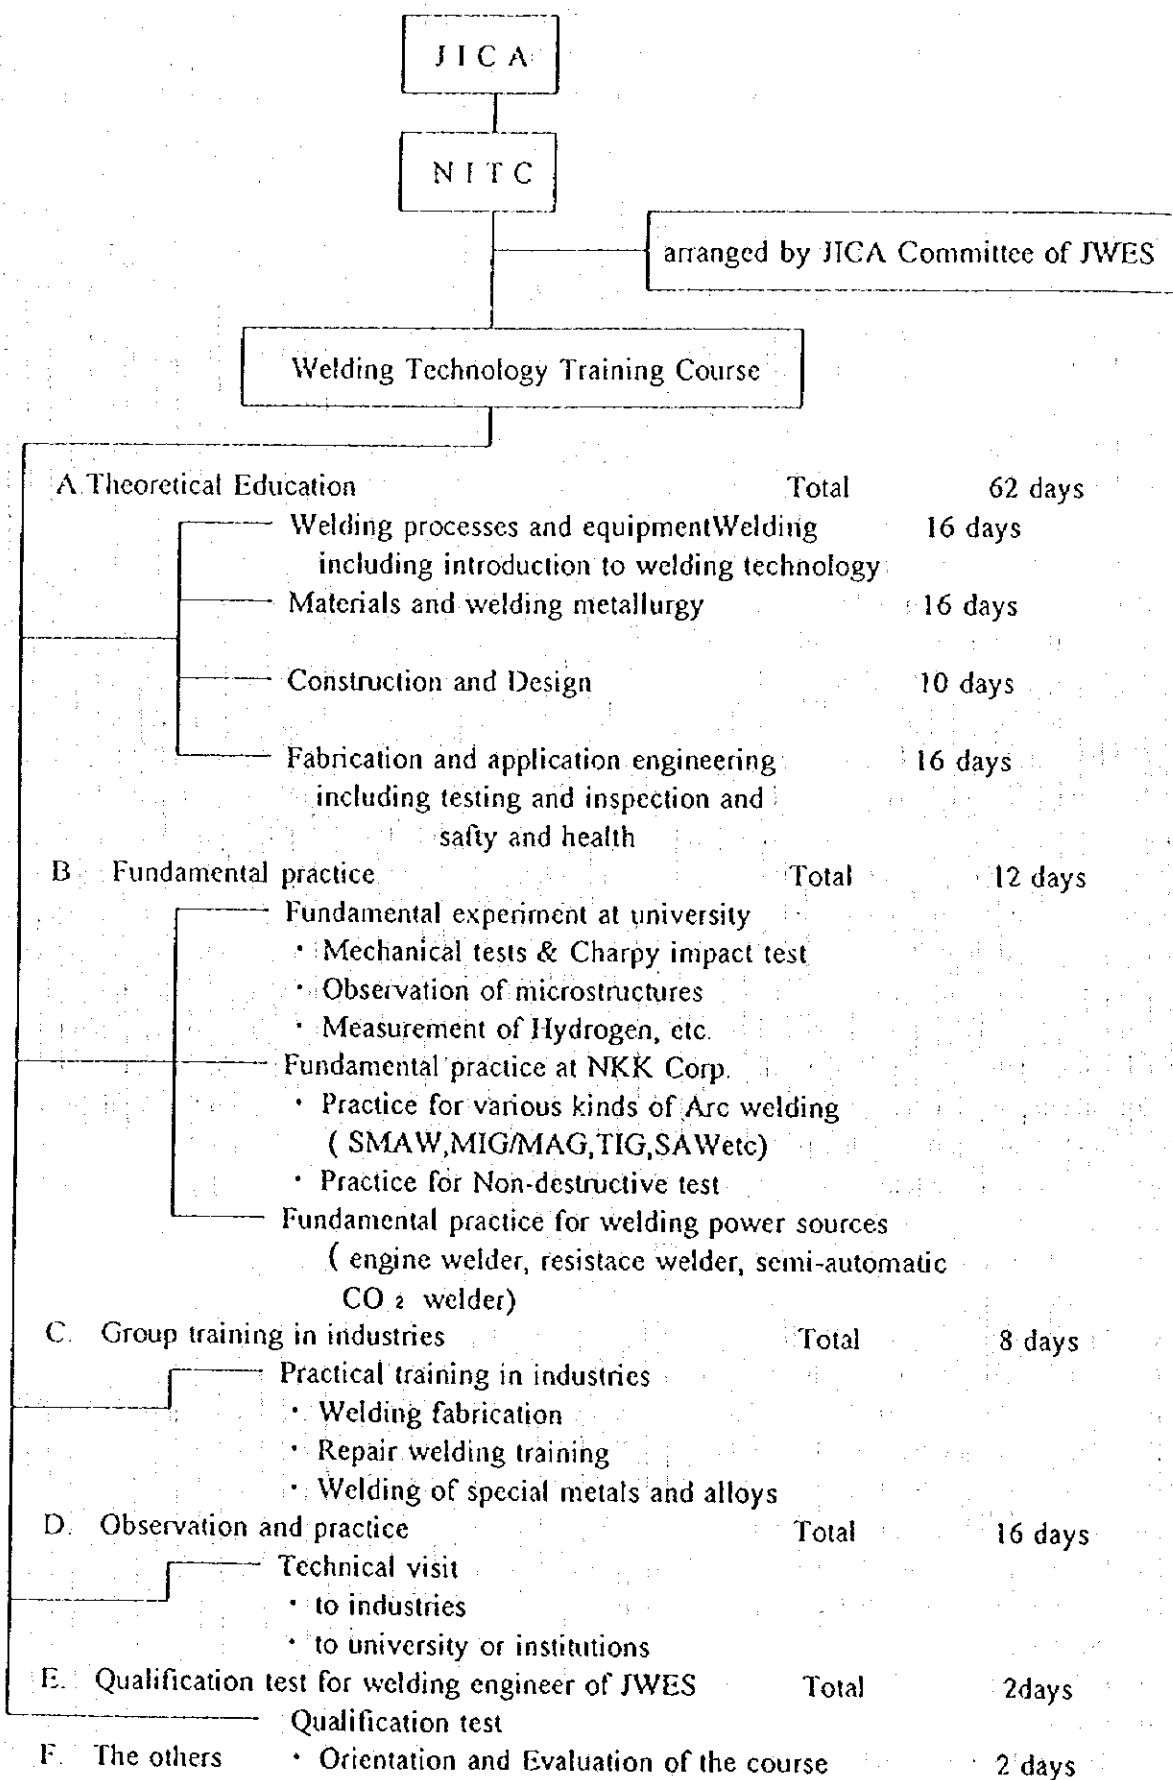 JICA
NITC
arranged by JICA Committee of JWES
Welding Technology Training Course
A.Theoretical Education Total 62 days
Welding processes and equipmentWelding 16 days
including introduction to welding technology
Materials and welding metallurgy 16 days
Construction and Design 10 days
Fabrication and application engineering 16 days
including testing and inspection and
safty and health
B Fundamental practice Total 12 days
Fundamental experiment at university
・Mechanical tests & Charpy impact test
・Observation of microstructures
・Measurement of Hydrogen, etc.
Fundamental practice at NKK Corp.
・Practice for various kinds of Arc welding
( SMAW,MIG/MAG,TIG,SAWetc)
・Practice for Non-destructive test
Fundamental practice for welding power sources
( engine welder, resistace welder, semi-automatic
CO₂ welder)
C. Group training in industries Total 8 days
Practical training in industries
・Welding fabrication
・Repair welding training
・Welding of special metals and alloys
D. Observation and practice Total 16 days
Technical visit
・to industries
・to university or institutions
E. Qualification test for welding engineer of JWES Total 2days
Qualification test
F. The others ・Orientation and Evaluation of the course 2 days